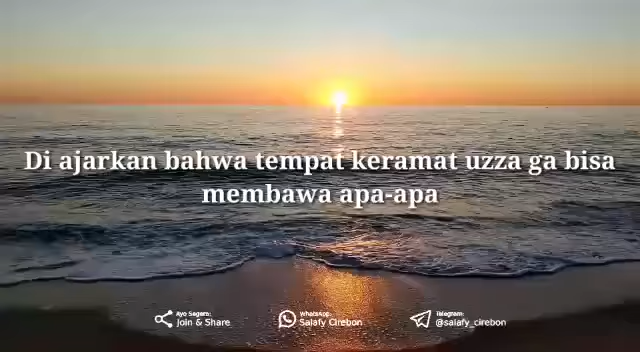 Di ajarkan bahwa tempat keramat uzza ga bisa
membawa apa-apa
Ayo Segera:
Join & Share
WhatsApp:
Salafy Cirebon
Telegram:
@salafy_cirebon